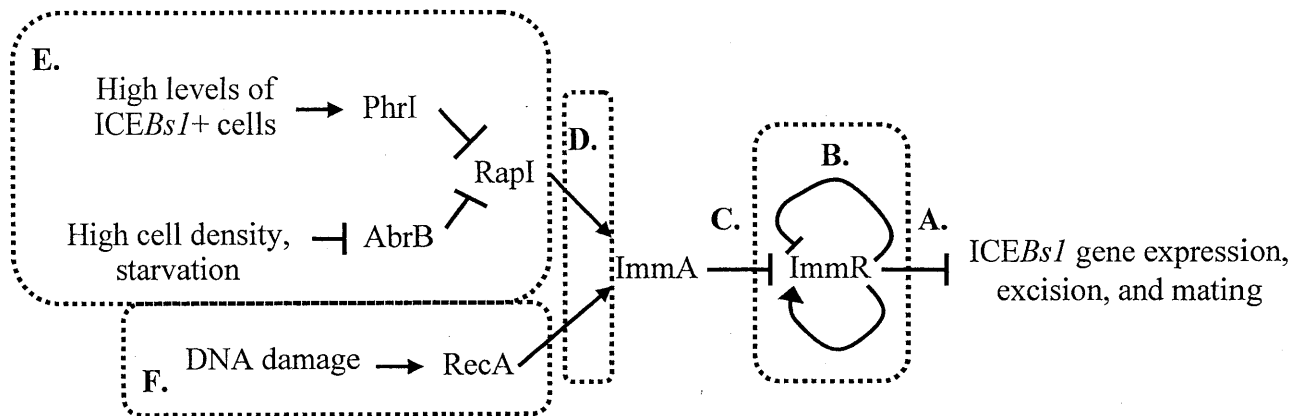 E.
High levels of
ICEBs1+ cells
PhrI
RapI
High cell density,
starvation
AbrB
D.
ImmA
C.
B.
ImmR
A.
ICEBs1 gene expression,
excision, and mating
F.
DNA damage
RecA